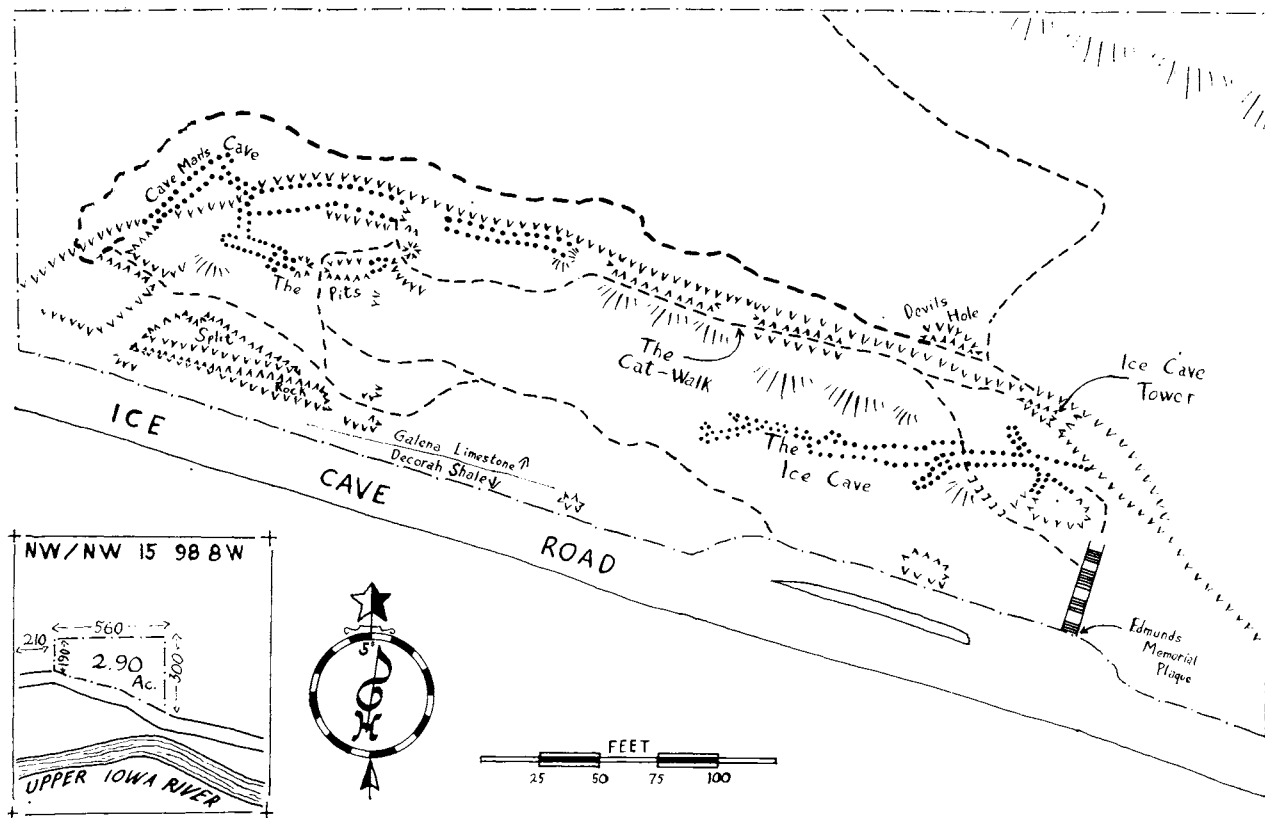 Cave Man's Cave
The Pits
Split
Rock
Devils
Hole
The
Cat-Walk
Ice Cave
Tower
The
Ice Cave
Galena Limestone
Decorah Shale
ICE CAVE ROAD
Edmunds
Memorial
Plaque
NW/NW 15 98 8W
560
210
190
2.90
Ac.
300
UPPER IOWA RIVER
5°
FEET
25 50 75 100